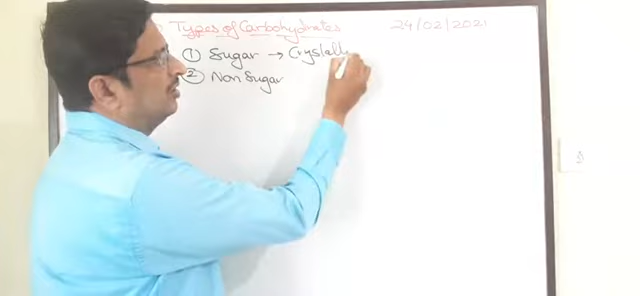 Types of Carbohydrates 24/02/2021
① Sugar → Crystall
② Non Sugar